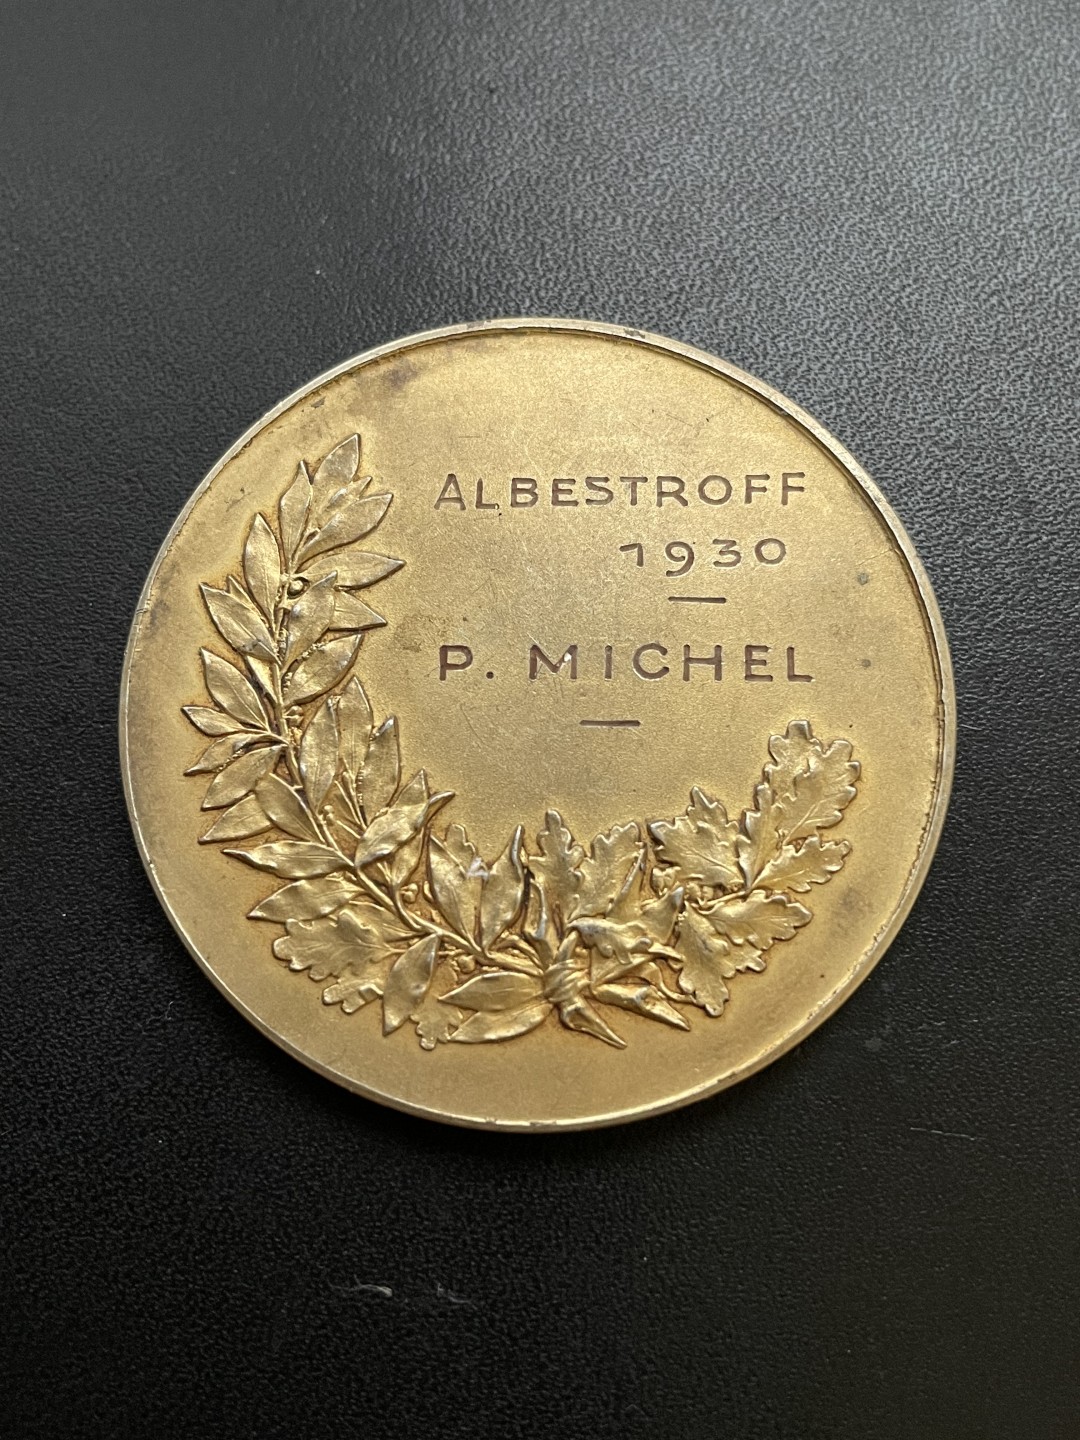 ALBESTROFF
1930
P. MICHEL